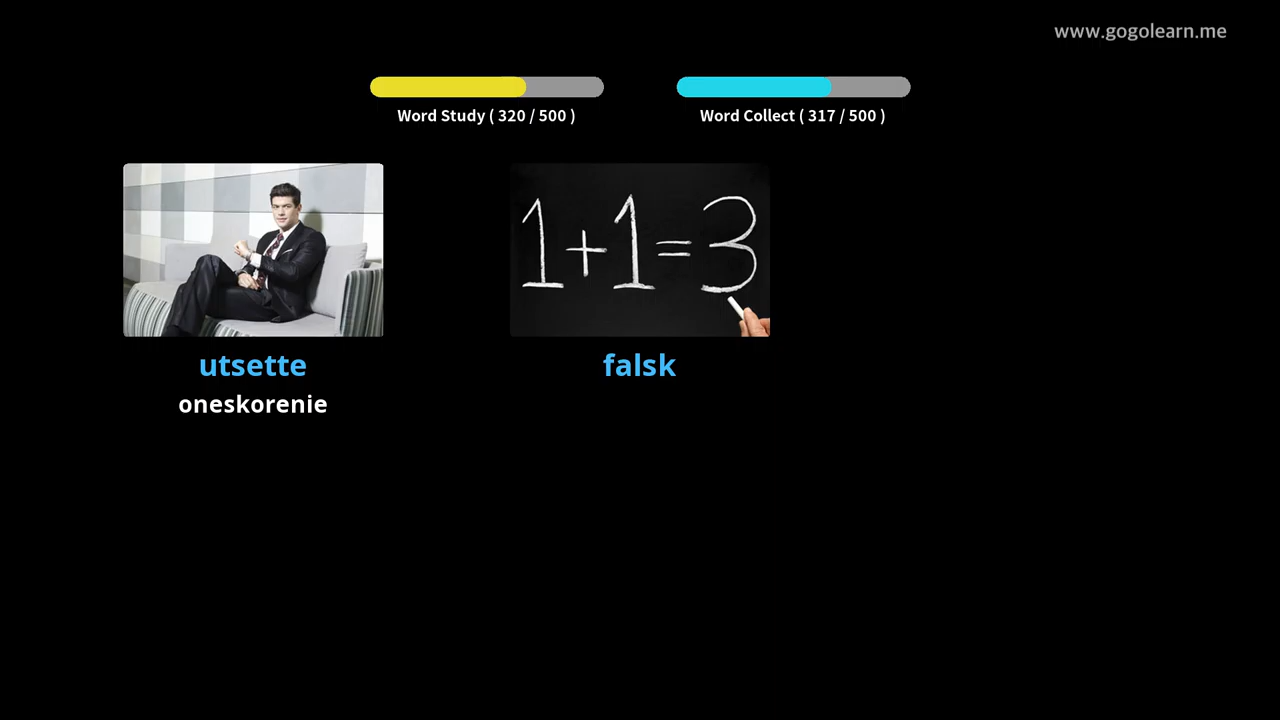 www.gogolearn.me
Word Study ( 320 / 500 )
Word Collect ( 317 / 500 )
1+1=3
utsette
falsk
oneskorenie